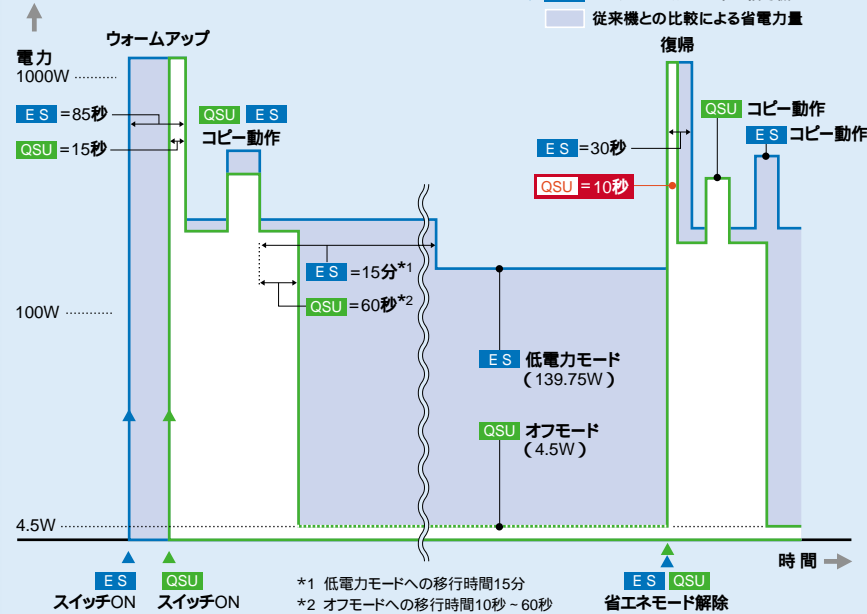 従来機との比較による省電力量
電力
1000W
ウォームアップ
復帰
ES =85秒
QSU =15秒
QSU ES
コピー動作
ES =30秒
QSU =10秒
QSU コピー動作
ES コピー動作
ES =15分*1
QSU =60秒*2
100W
ES 低電力モード
(139.75W)
QSU オフモード
(4.5W)
4.5W
時間
ES
スイッチON
QSU
スイッチON
*1 低電力モードへの移行時間15分
*2 オフモードへの移行時間10秒~60秒
ES QSU
省エネモード解除